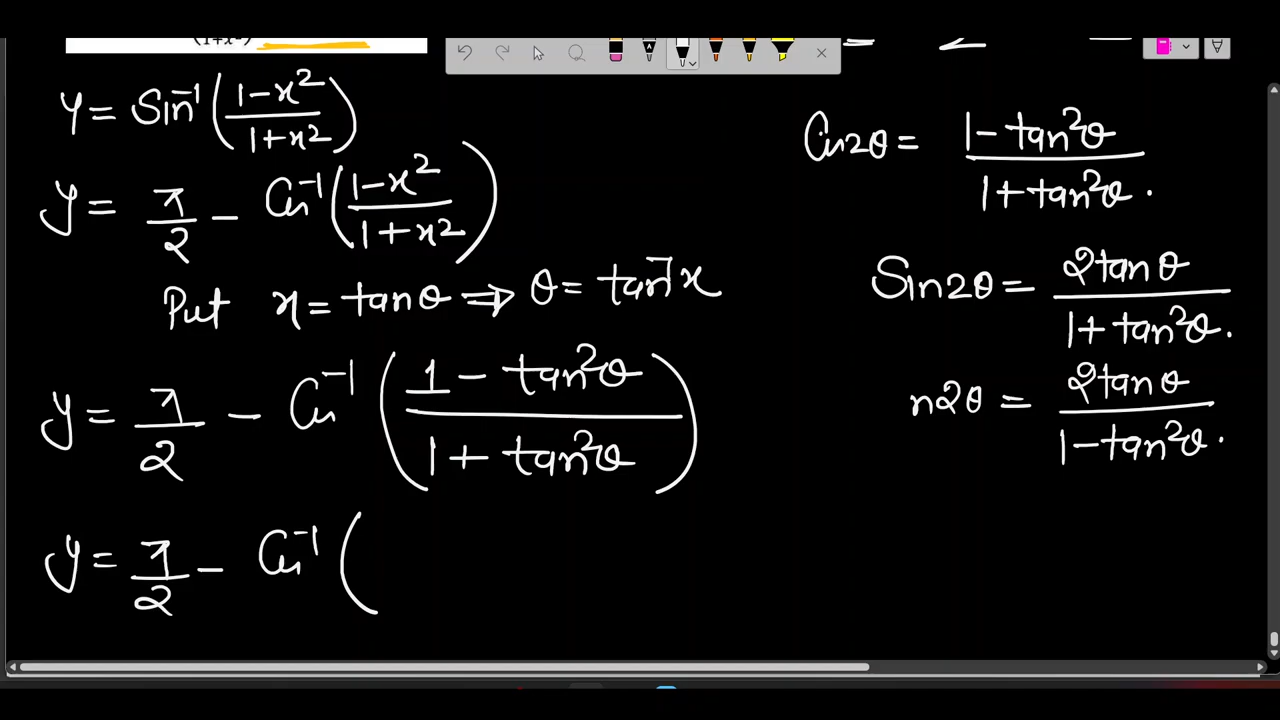 y = Sin⁻¹((1-x²)/(1+x²))
y = π/2 - Cos⁻¹((1-x²)/(1+x²))
Put x = tanθ ⇒ θ = tan⁻¹x
y = π/2 - Cos⁻¹((1 - tan²θ)/(1 + tan²θ))
y = π/2 - Cos⁻¹(
Cos2θ = (1 - tan²θ)/(1 + tan²θ).
Sin2θ = (2tanθ)/(1 + tan²θ).
n2θ = (2tanθ)/(1 - tan²θ).